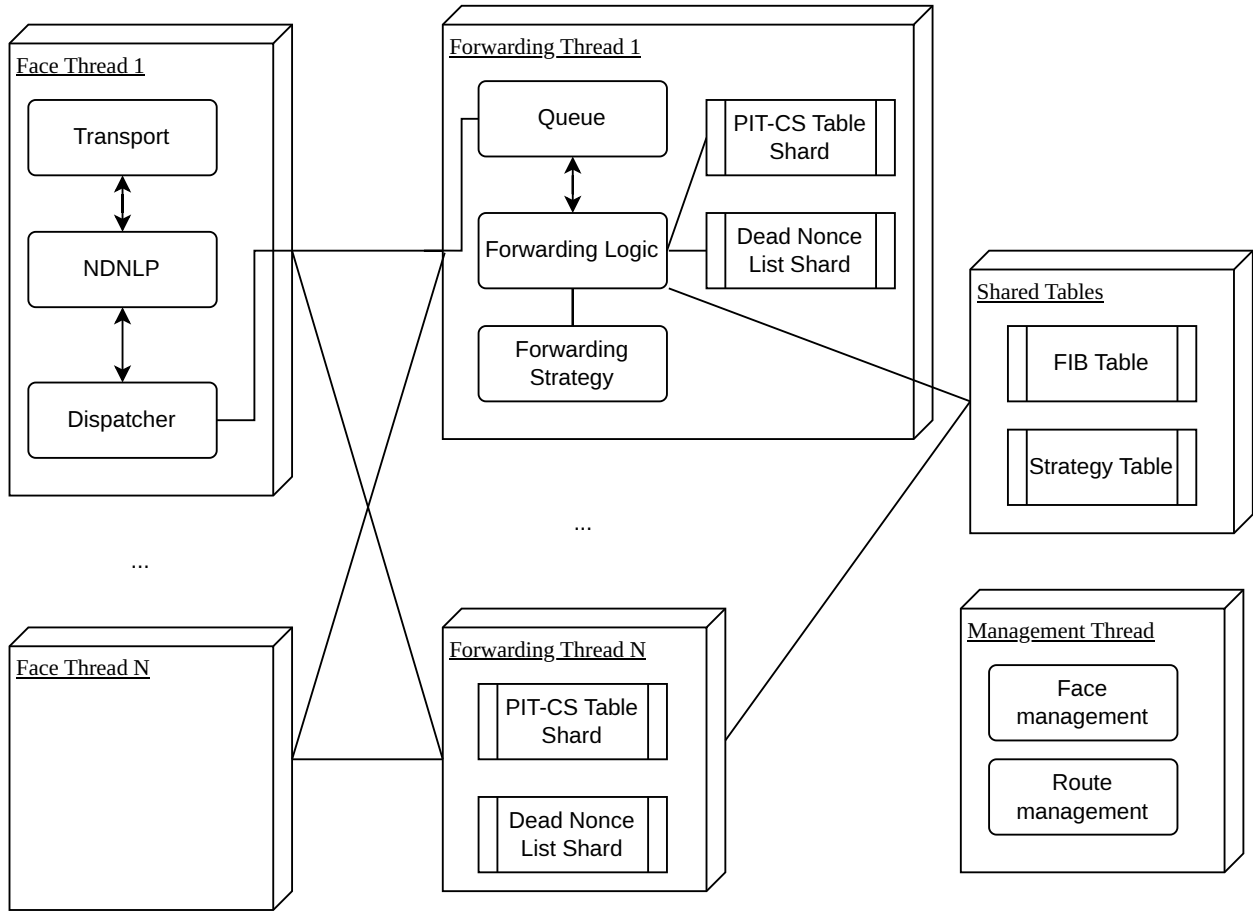 Face Thread 1
Transport
NDNLP
Dispatcher
...
Face Thread N
Forwarding Thread 1
Queue
Forwarding Logic
Forwarding
Strategy
PIT-CS Table
Shard
Dead Nonce
List Shard
...
Forwarding Thread N
PIT-CS Table
Shard
Dead Nonce
List Shard
Shared Tables
FIB Table
Strategy Table
Management Thread
Face
management
Route
management